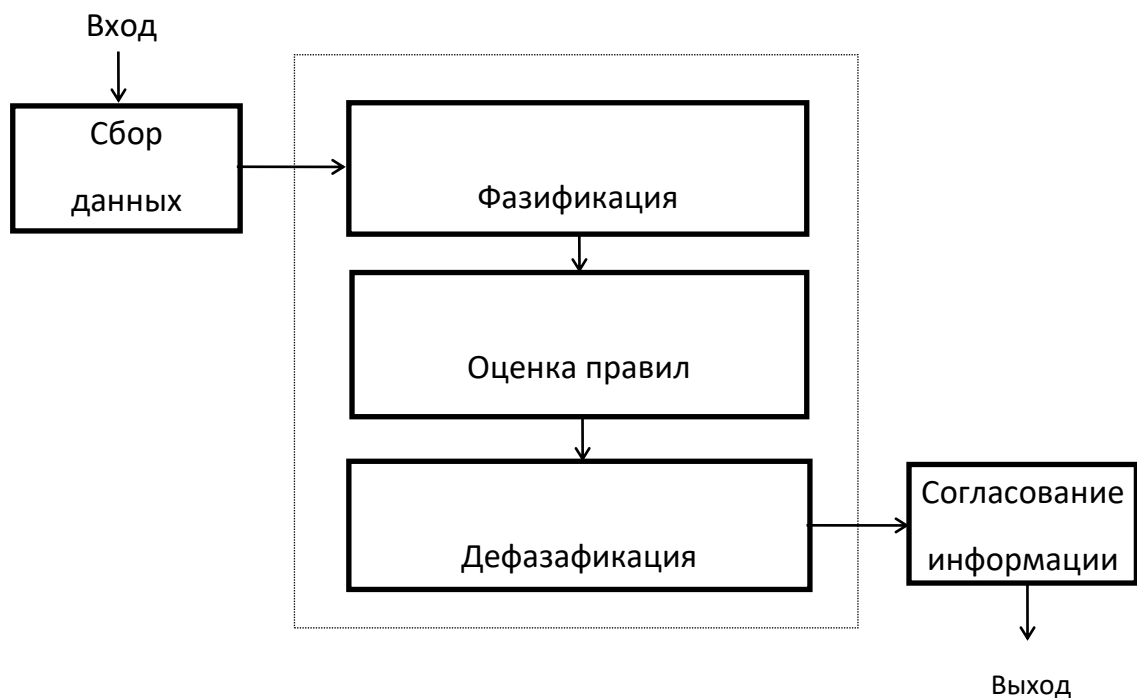 Вход
Сбор
данных
Фазификация
Оценка правил
Дефазафикация
Согласование
информации
Выход